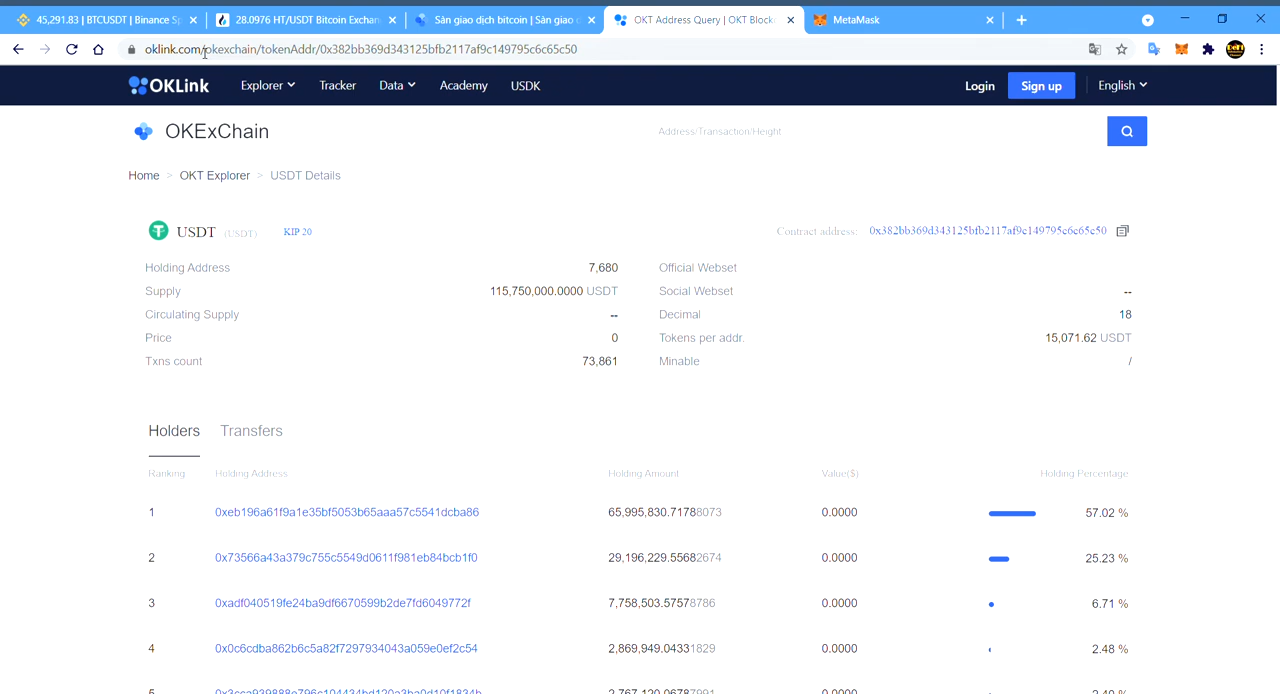 45,291.83 | BTCUSDT | Binance Sp
28.0976 HT/USDT Bitcoin Exchan
Sàn giao dịch bitcoin | Sàn giao d
OKT Address Query | OKT Block
MetaMask
oklink.com/okexchain/tokenAddr/0x382bb369d343125bfb2117af9c149795c6c65c50
OKLink
Explorer
Tracker
Data
Academy
USDK
Login
Sign up
English
OKExChain
Address/Transaction/Height
Home > OKT Explorer > USDT Details
USDT (USDT) KIP 20
Contract address: 0x382bb369d343125bfb2117af9c149795c6c65c50
Holding Address 7,680
Official Webset
Supply 115,750,000.0000 USDT
Social Webset --
Circulating Supply --
Decimal 18
Price 0
Tokens per addr. 15,071.62 USDT
Txns count 73,861
Minable /
Holders Transfers
Ranking Holding Address Holding Amount Value($) Holding Percentage
1 0xeb196a61f9a1e35bf5053b65aaa57c5541dcba86 65,995,830.71788073 0.0000 57.02 %
2 0x73566a43a379c755c5549d0611f981eb84bcb1f0 29,196,229.55682674 0.0000 25.23 %
3 0xadf040519fe24ba9df6670599b2de7fd6049772f 7,758,503.57578786 0.0000 6.71 %
4 0x0c6cdba862b6c5a82f7297934043a059e0ef2c54 2,869,949.04331829 0.0000 2.48 %